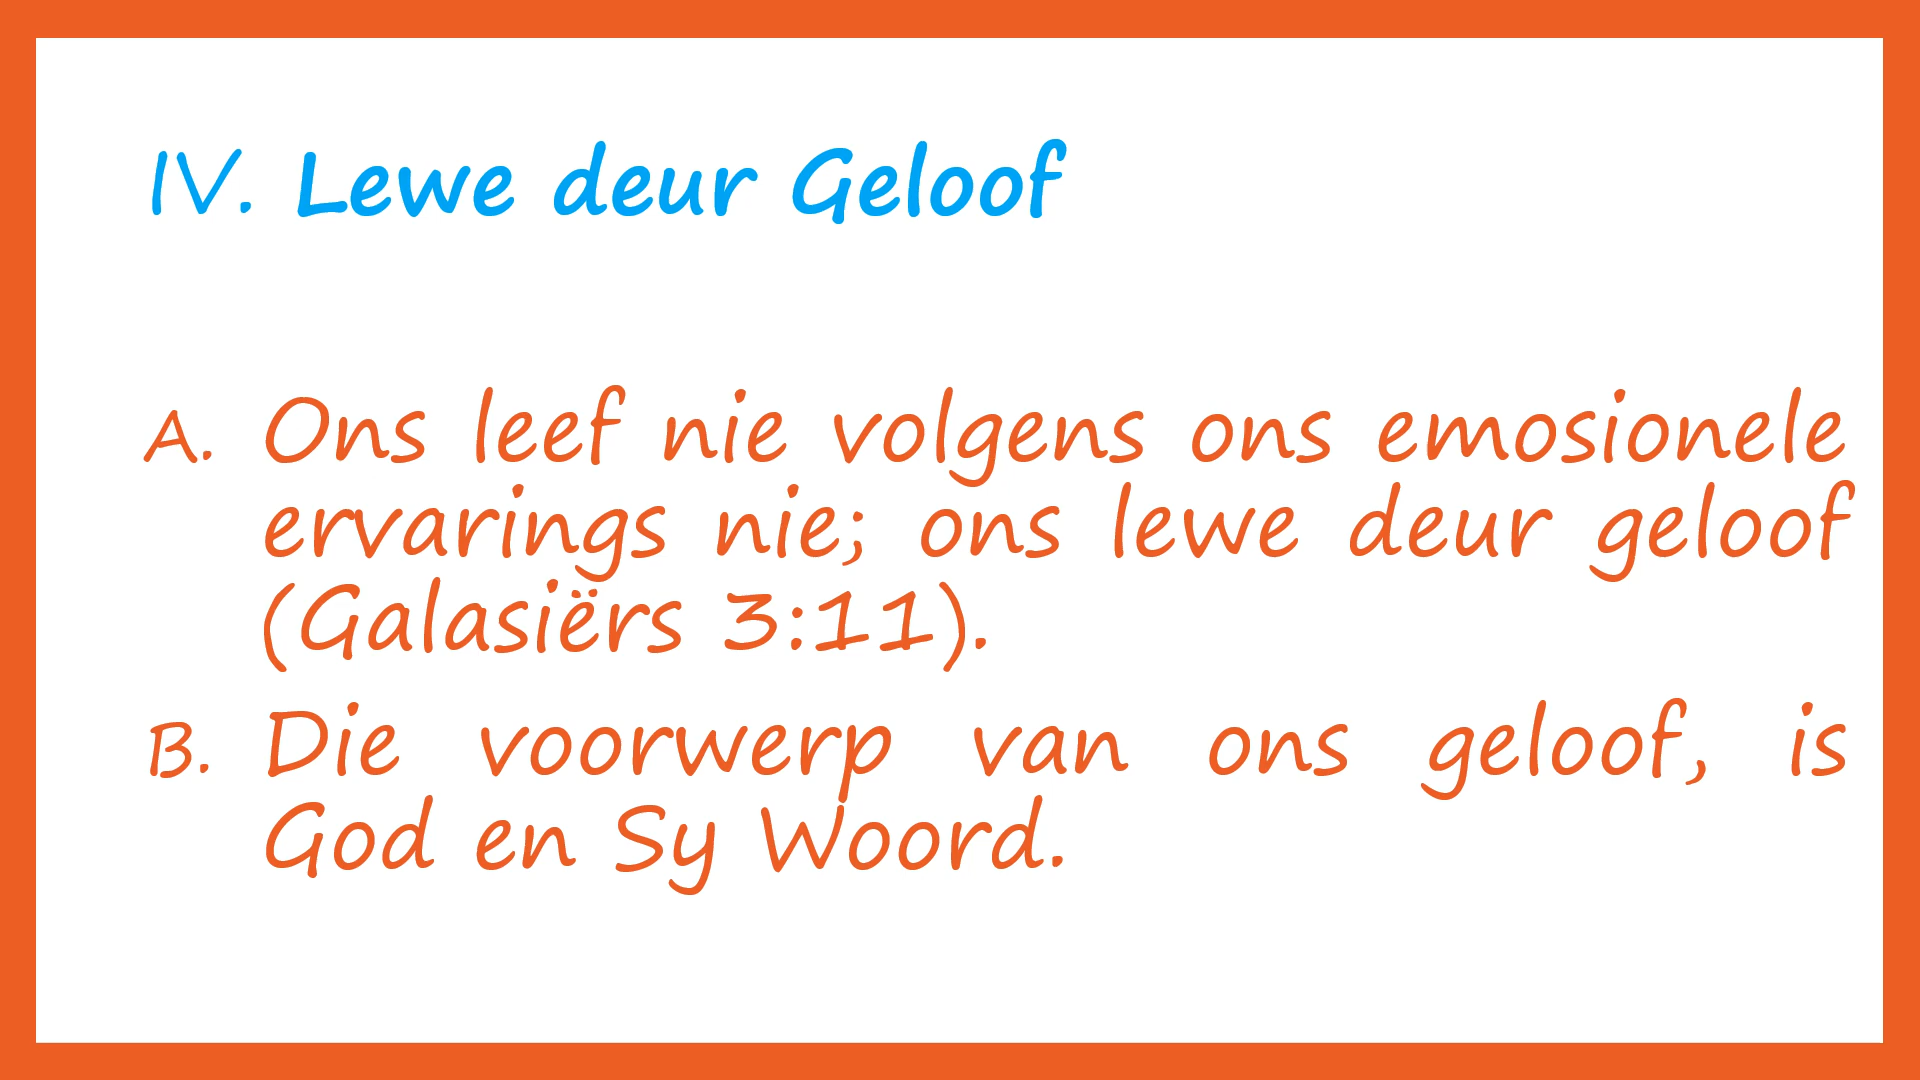 IV. Lewe deur Geloof
A. Ons leef nie volgens ons emosionele
ervarings nie; ons lewe deur geloof
(Galasiërs 3:11).
B. Die voorwerp van ons geloof, is
God en Sy Woord.